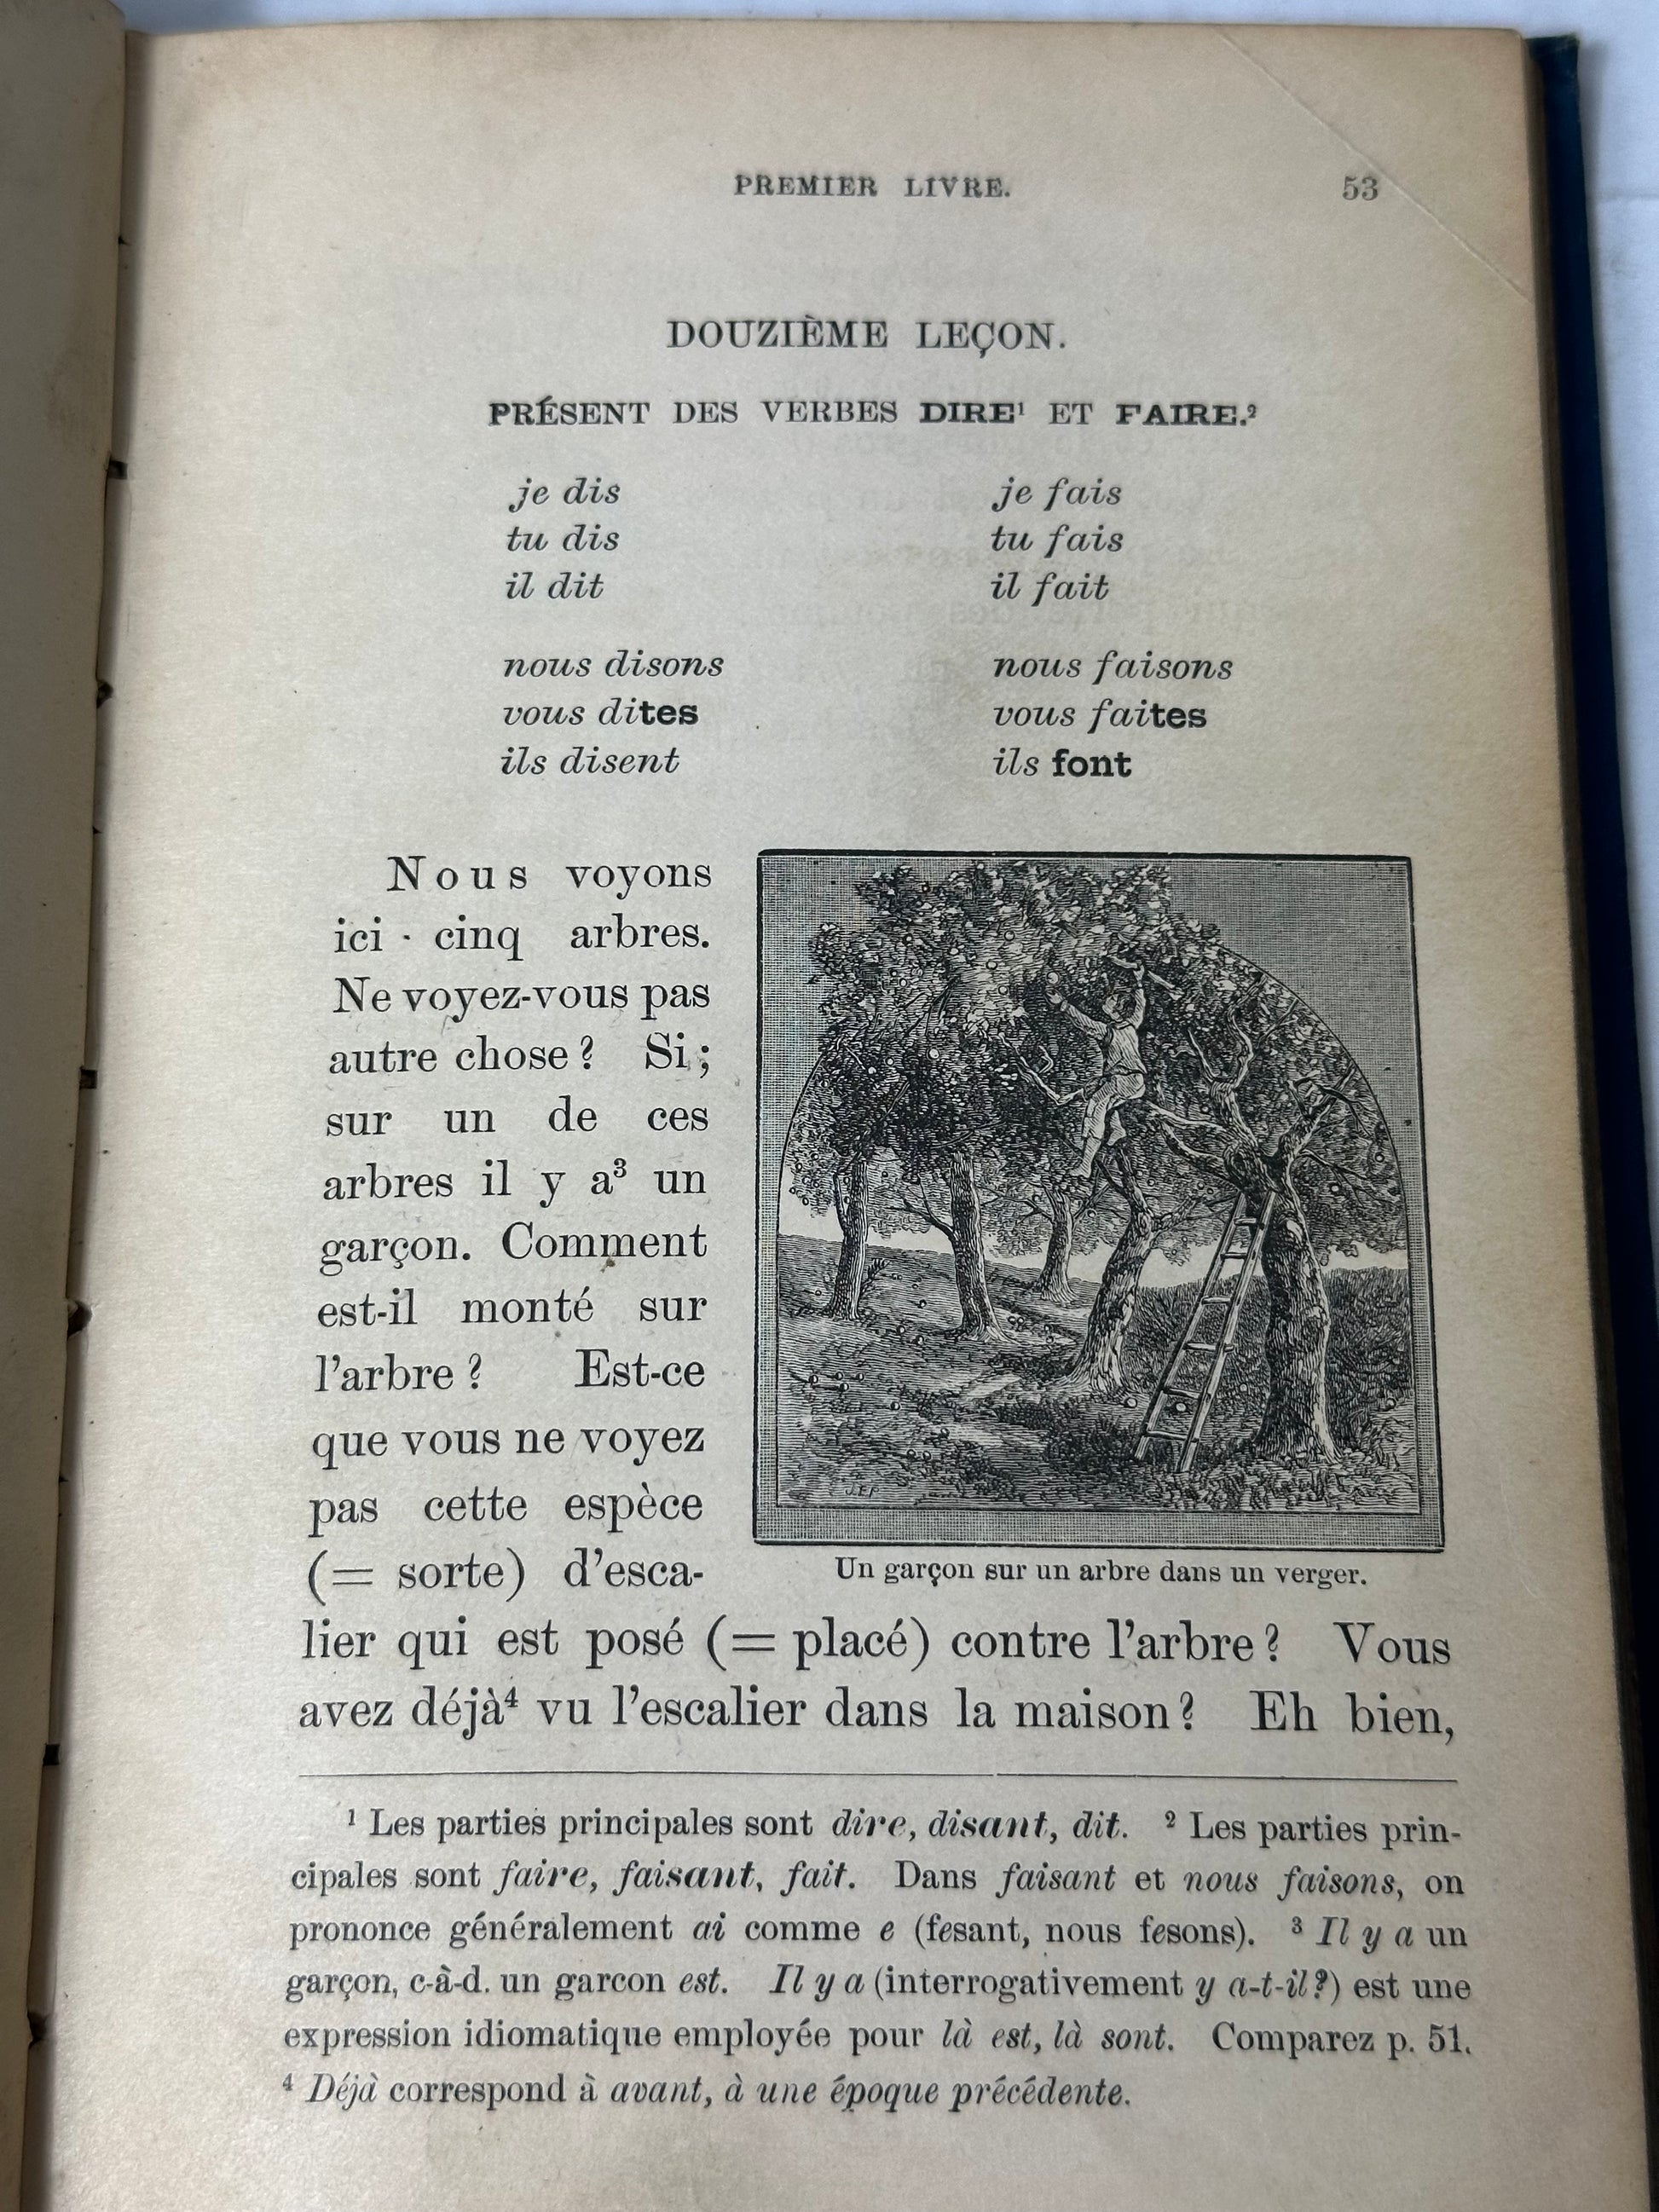 PREMIER LIVRE. 53
DOUZIÈME LEÇON.
PRÉSENT DES VERBES DIRE¹ ET FAIRE.²
je dis
tu dis
il dit
nous disons
vous dites
ils disent
je fais
tu fais
il fait
nous faisons
vous faites
ils font
Nous voyons
ici · cinq arbres.
Ne voyez-vous pas
autre chose ? Si ;
sur un de ces
arbres il y a³ un
garçon. Comment
est-il monté sur
l'arbre ? Est-ce
que vous ne voyez
pas cette espèce
(= sorte) d'esca-
Un garçon sur un arbre dans un verger.
lier qui est posé (= placé) contre l'arbre ? Vous
avez déjà⁴ vu l'escalier dans la maison ? Eh bien,
¹ Les parties principales sont dire, disant, dit. ² Les parties prin-
cipales sont faire, faisant, fait. Dans faisant et nous faisons, on
prononce généralement ai comme e (fesant, nous fesons). ³ Il y a un
garçon, c-à-d. un garcon est. Il y a (interrogativement y a-t-il?) est une
expression idiomatique employée pour là est, là sont. Comparez p. 51.
⁴ Déjà correspond à avant, à une époque précédente.